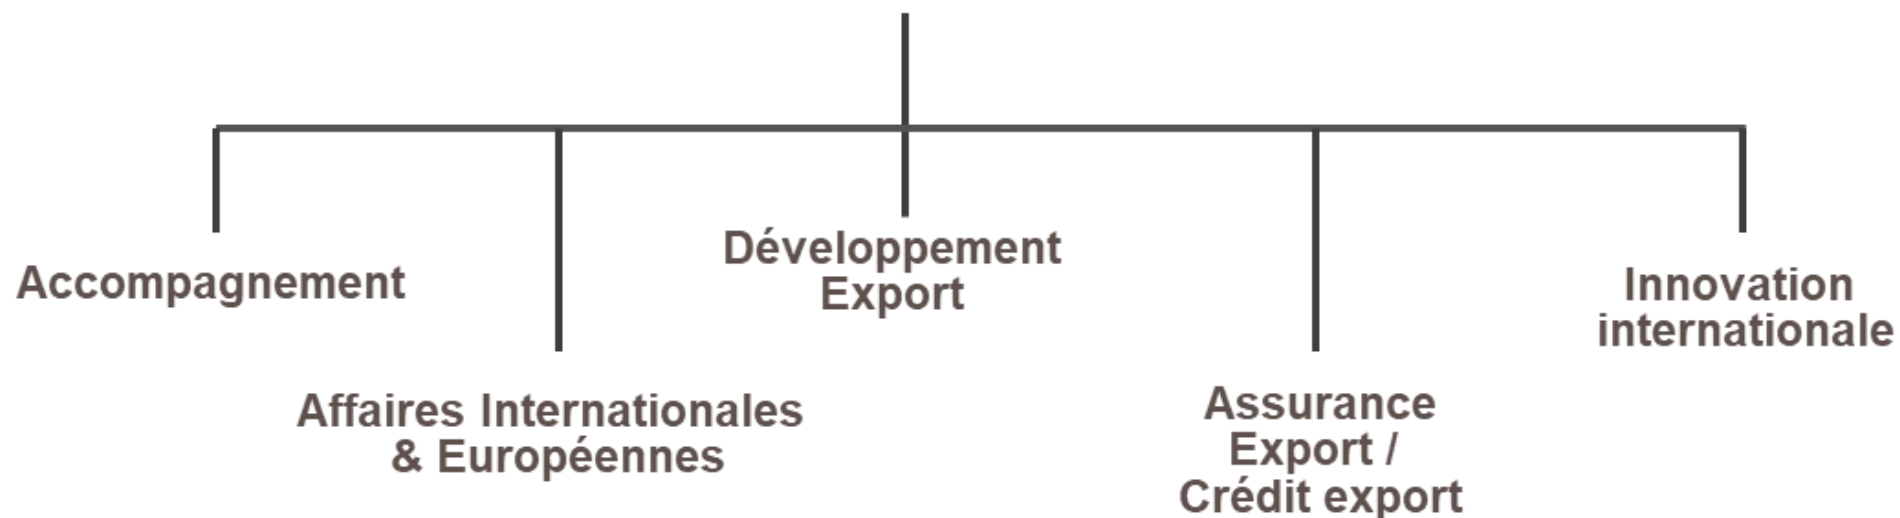 Accompagnement
Affaires Internationales
& Européennes
Développement
Export
Assurance
Export /
Crédit export
Innovation
internationale